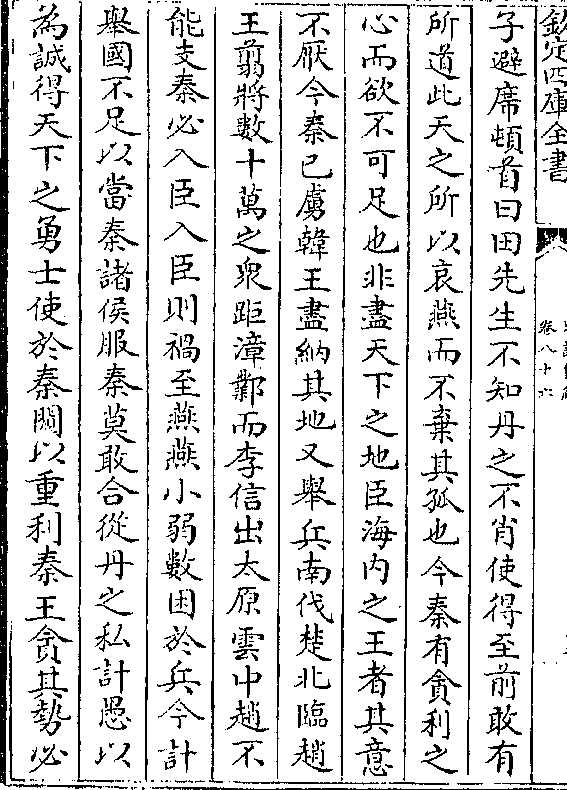 欽定四庫全書
卷八十六
子避席頓首曰田先生不知丹之不肖使得至前敢有
所道此天之所以哀燕而不棄其孤也今秦有貪利之
心而欲不可足也非盡天下之地臣海内之王者其意
不厭今秦已虜韓王盡納其地又舉兵南伐楚北臨趙
王翦將數十萬之衆距漳鄴而李信出太原雲中趙不
能支秦必入臣入臣則禍至燕燕小弱數困於兵今計
舉國不足以當秦諸侯服秦莫敢合從丹之私計愚以
為誠得天下之勇士使於秦闚以重利秦王貪其勢必